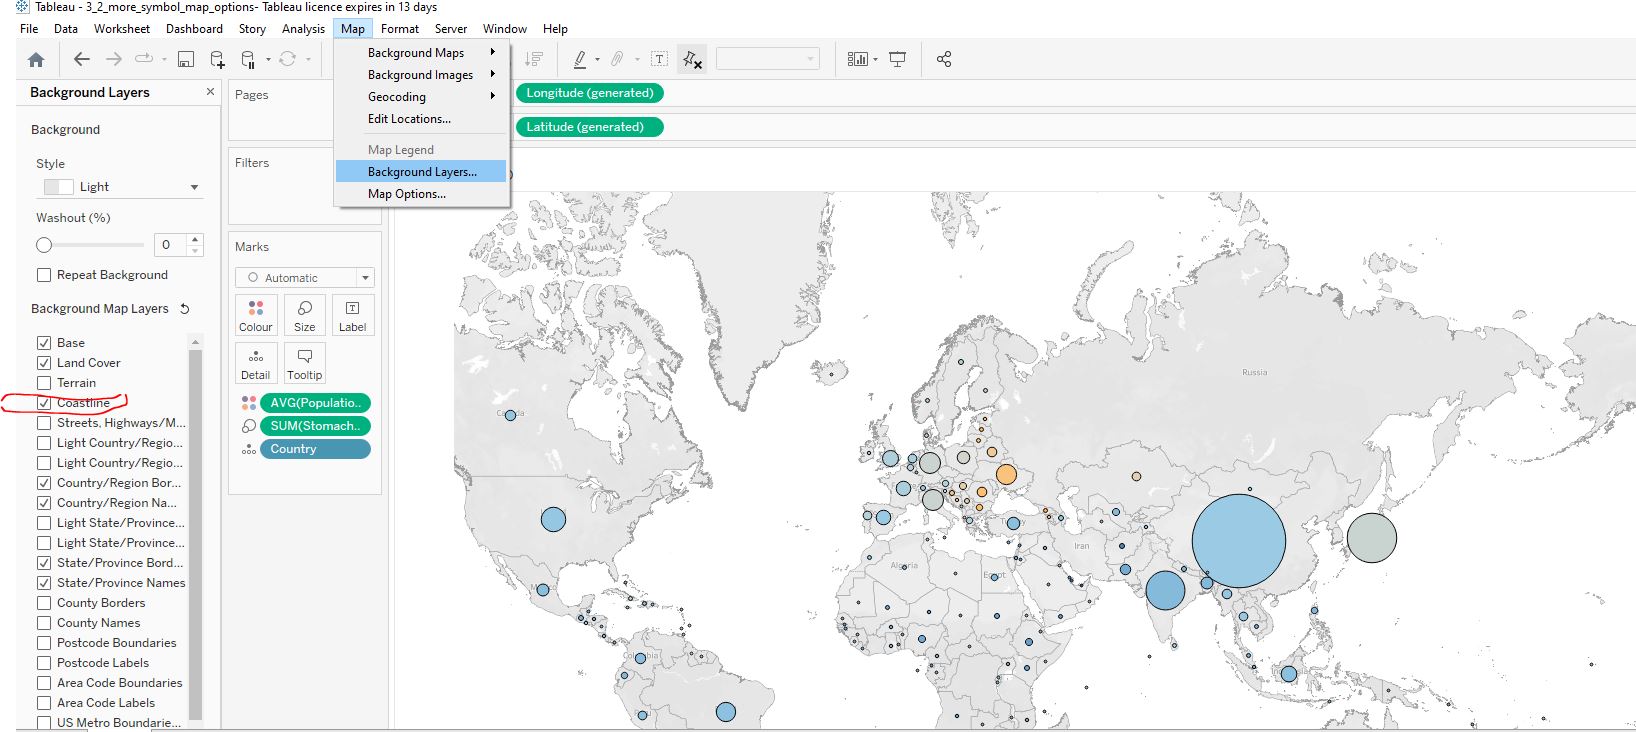 Tableau - 3_2_more_symbol_map_options- Tableau licence expires in 13 days
File Data Worksheet Dashboard Story Analysis Map Format Server Window Help
Background Maps
Background Images
Geocoding
Edit Locations...
Map Legend
Background Layers...
Map Options...
Background Layers
Background
Style
Light
Washout (%)
0
Repeat Background
Background Map Layers
Base
Land Cover
Terrain
Coastline
Streets, Highways/M...
Light Country/Regio...
Light Country/Regio...
Country/Region Bor...
Country/Region Na...
Light State/Province...
Light State/Province...
State/Province Bord...
State/Province Names
County Borders
County Names
Postcode Boundaries
Postcode Labels
Area Code Boundaries
Area Code Labels
US Metro Boundarie...
Pages
Filters
Marks
Automatic
Colour Size Label
Detail Tooltip
AVG(Populatio..
SUM(Stomach..
Country
Longitude (generated)
Latitude (generated)
Russia
Iran
Algeria
Egypt